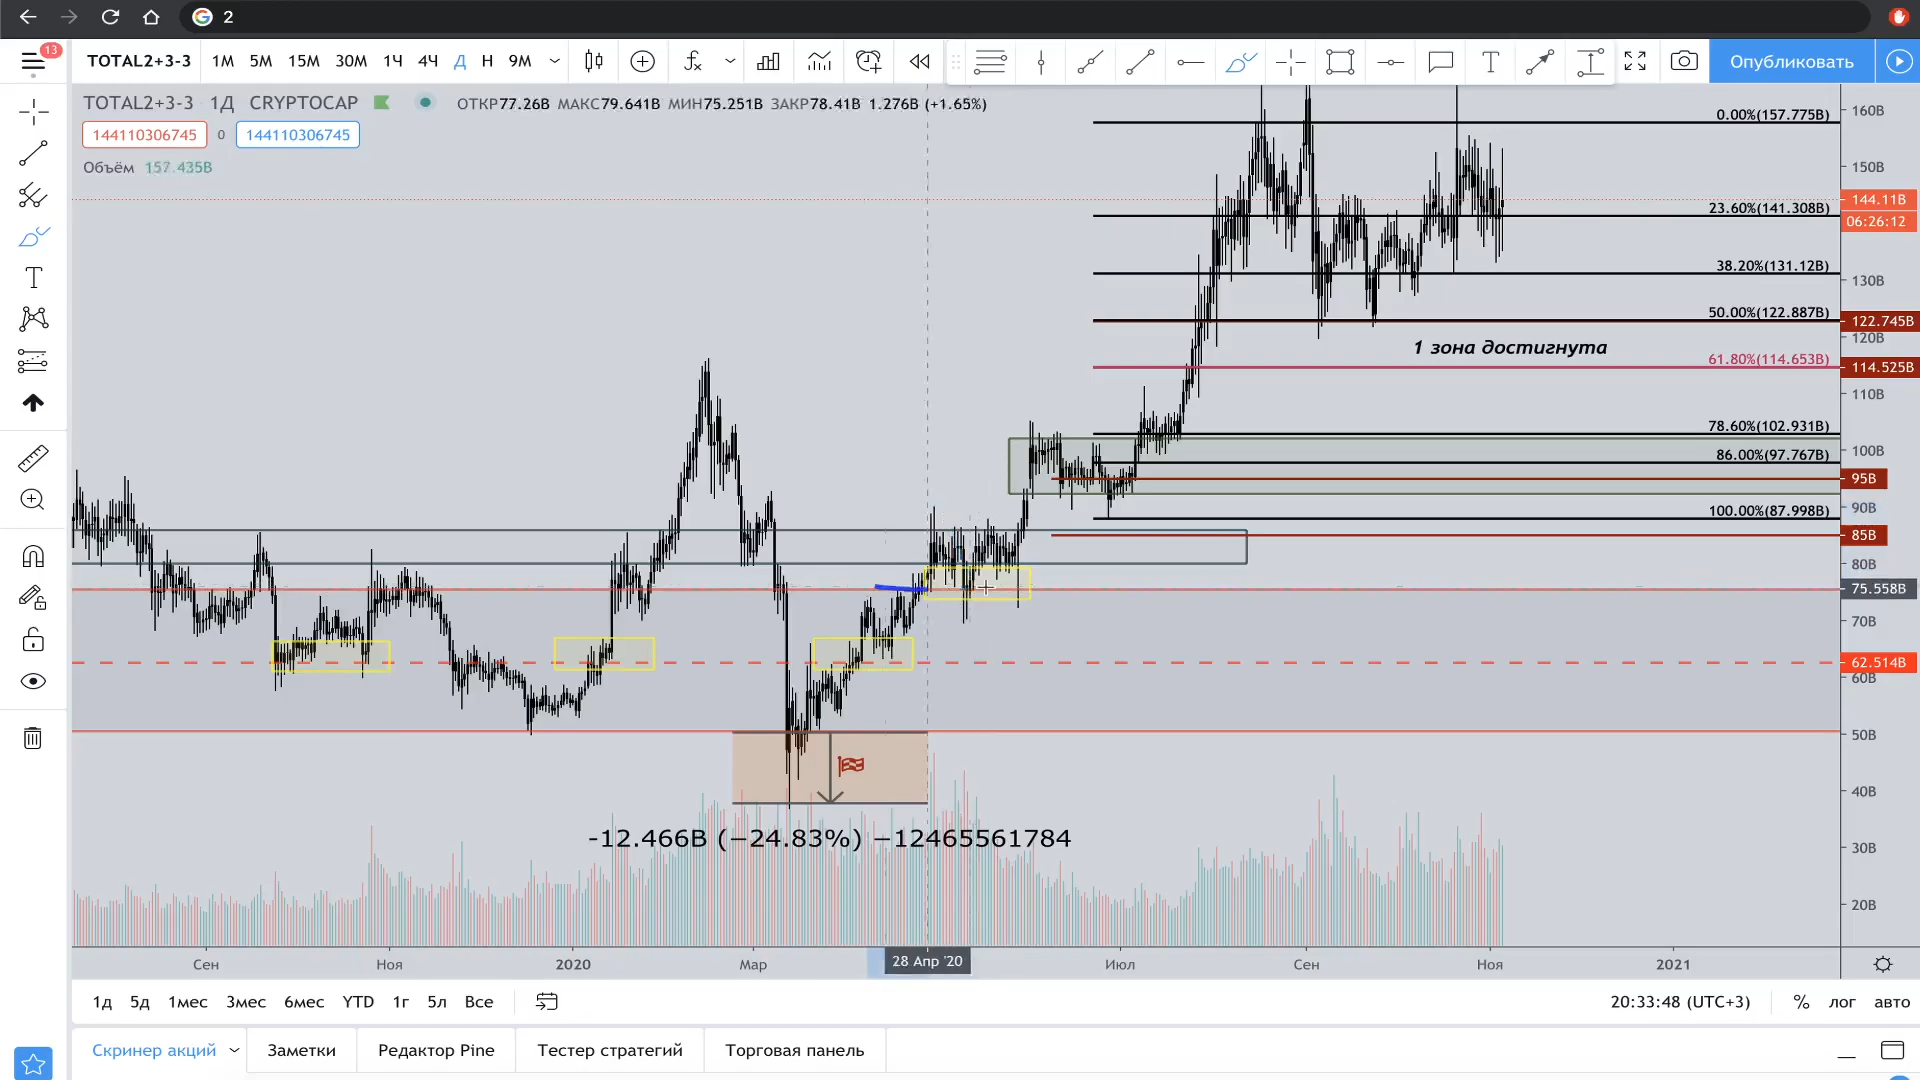 2
13
TOTAL2+3-3 1М 5М 15М 30М 1Ч 4Ч Д Н 9М Опубликовать
TOTAL2+3-3 1Д CRYPTOCAP ОТКР77.26B МАКС79.641B МИН75.251B ЗАКР78.41B 1.276B (+1.65%)
144110306745 0 144110306745
Объём 157.435B
0.00%(157.775B)
23.60%(141.308B)
38.20%(131.12B)
50.00%(122.887B)
1 зона достигнута
61.80%(114.653B)
78.60%(102.931B)
86.00%(97.767B)
100.00%(87.998B)
-12.466B (−24.83%) −12465561784
160B
150B
144.11B
06:26:12
130B
122.745B
120B
114.525B
110B
100B
95B
90B
85B
80B
75.558B
70B
62.514B
60B
50B
40B
30B
20B
Сен Ноя 2020 Мар 28 Апр '20 Июл Сен Ноя 2021
1д 5д 1мес 3мес 6мес YTD 1г 5л Все 20:33:48 (UTC+3) % лог авто
Скринер акций Заметки Редактор Pine Тестер стратегий Торговая панель